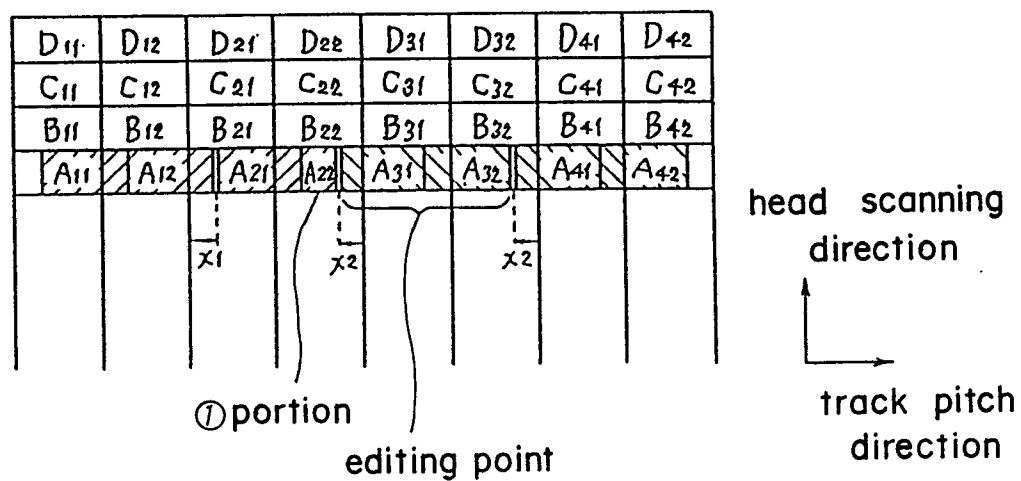 D11 D12 D21 D22 D31 D32 D41 D42
C11 C12 C21 C22 C31 C32 C41 C42
B11 B12 B21 B22 B31 B32 B41 B42
A11 A12 A21 A22 A31 A32 A41 A42
x1 x2 x2
head scanning
direction
① portion
editing point
track pitch
direction